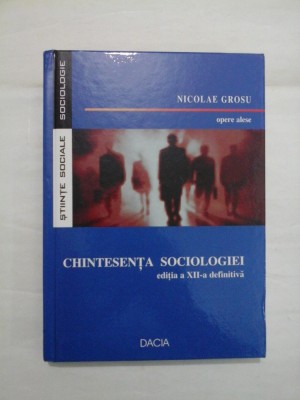 ȘTIINȚE SOCIALE SOCIOLOGIE
NICOLAE GROSU
opere alese
CHINTESENȚA SOCIOLOGIEI
ediția a XII-a definitivă
DACIA